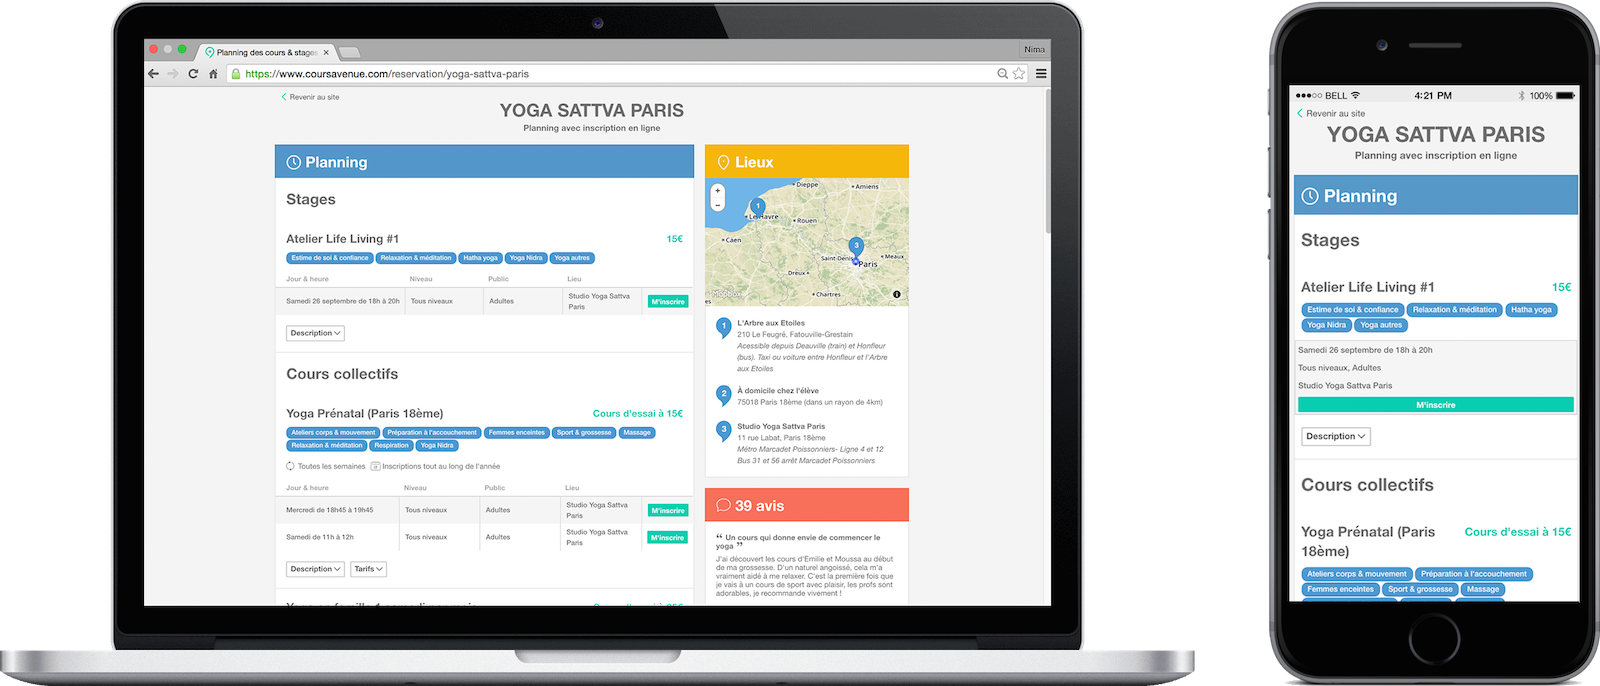 Planning des cours & stages
Nima
https://www.coursavenue.com/reservation/yoga-sattva-paris
Revenir au site
YOGA SATTVA PARIS
Planning avec inscription en ligne
Planning
Stages
Atelier Life Living #1
15€
Estime de soi & confiance
Relaxation & méditation
Hatha yoga
Yoga Nidra
Yoga autres
Jour & heure
Niveau
Public
Lieu
Samedi 26 septembre de 18h à 20h
Tous niveaux
Adultes
Studio Yoga Sattva
Paris
M'inscrire
Description
Cours collectifs
Yoga Prénatal (Paris 18ème)
Cours d'essai à 15€
Ateliers corps & mouvement
Préparation à l'accouchement
Femmes enceintes
Sport & grossesse
Massage
Relaxation & méditation
Respiration
Yoga Nidra
Toutes les semaines
Inscriptions tout au long de l'année
Jour & heure
Niveau
Public
Lieu
Mercredi de 18h45 à 19h45
Tous niveaux
Adultes
Studio Yoga Sattva
Paris
M'inscrire
Samedi de 11h à 12h
Tous niveaux
Adultes
Studio Yoga Sattva
Paris
M'inscrire
Description
Tarifs
Lieux
+
−
Dieppe
Amiens
1
Le Havre
Rouen
Caen
3
Saint-Denis
Paris
Meaux
Dreux
Chartres
Mapbox
1
L'Arbre aux Etoiles
210 Le Feugré, Fatouville-Grestain
Acessible depuis Deauville (train) et Honfleur
(bus). Taxi ou voiture entre Honfleur et l'Arbre
aux Etoiles
2
À domicile chez l'élève
75018 Paris 18ème (dans un rayon de 4km)
3
Studio Yoga Sattva Paris
11 rue Labat, Paris 18ème
Métro Marcadet Poissonniers- Ligne 4 et 12
Bus 31 et 56 arrêt Marcadet Poissonniers
39 avis
“ Un cours qui donne envie de commencer le
yoga ”
J'ai découvert les cours d'Emilie et Moussa au début
de ma grossesse. D'un naturel angoissé, cela m'a
vraiment aidé à me relaxer. C'est la première fois que
je vais à un cours de sport avec plaisir, les profs sont
adorables, je recommande vivement !
BELL
4:21 PM
100%
Revenir au site
YOGA SATTVA PARIS
Planning avec inscription en ligne
Planning
Stages
Atelier Life Living #1
15€
Estime de soi & confiance
Relaxation & méditation
Hatha yoga
Yoga Nidra
Yoga autres
Samedi 26 septembre de 18h à 20h
Tous niveaux, Adultes
Studio Yoga Sattva Paris
M'inscrire
Description
Cours collectifs
Yoga Prénatal (Paris
18ème)
Cours d'essai à 15€
Ateliers corps & mouvement
Préparation à l'accouchement
Femmes enceintes
Sport & grossesse
Massage